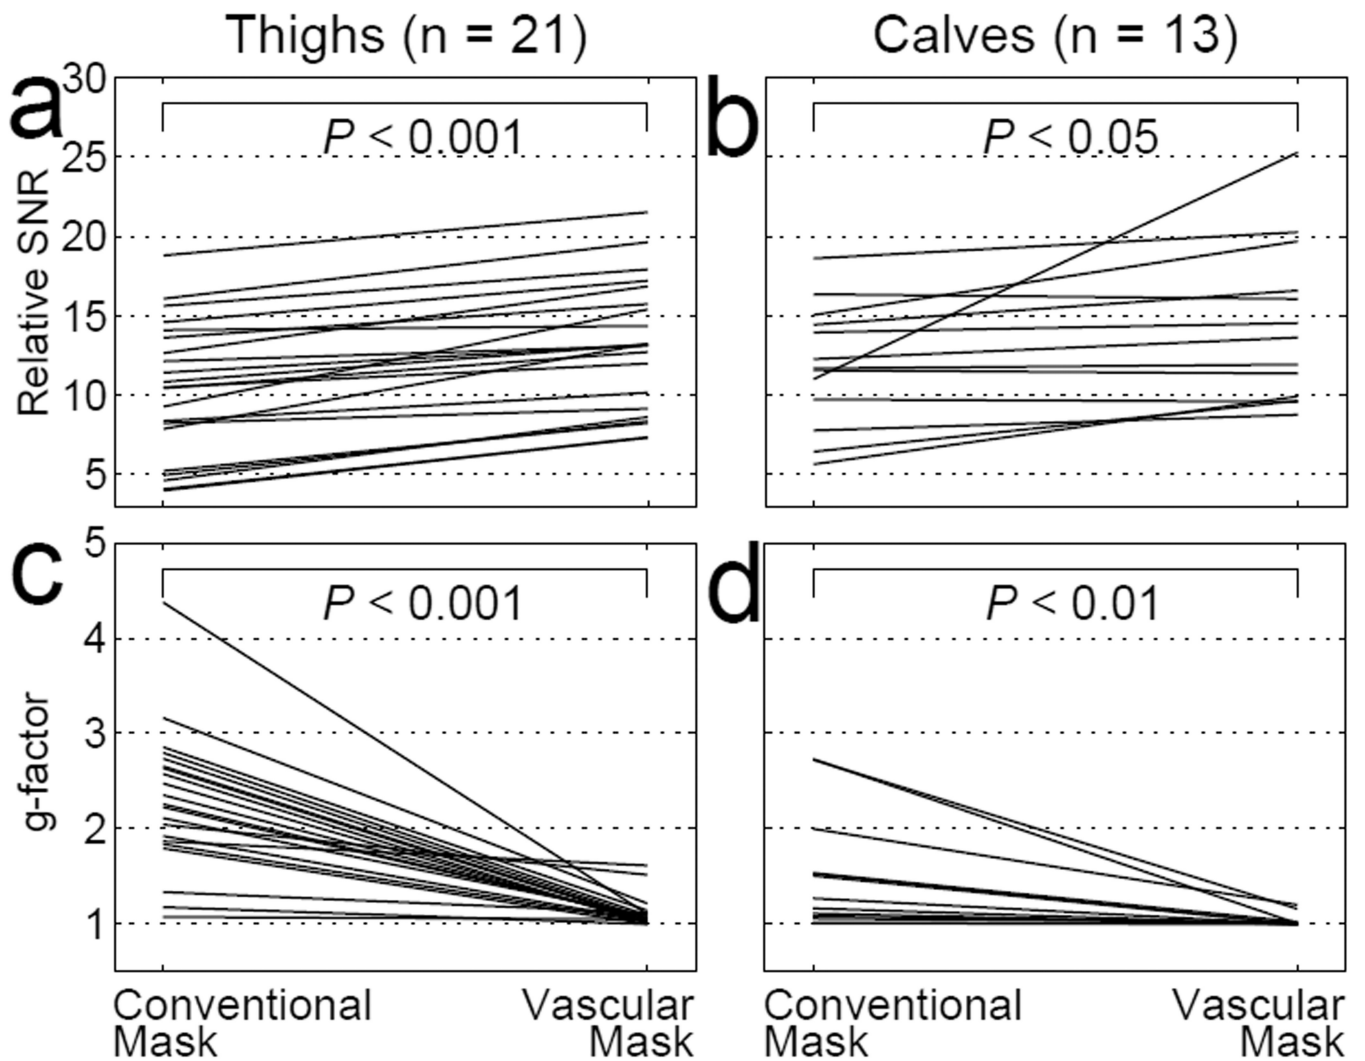 Thighs (n = 21)
Calves (n = 13)
a
30
25
20
15
10
5
Relative SNR
P < 0.001
b
P < 0.05
c
5
4
3
2
1
g-factor
P < 0.001
d
P < 0.01
Conventional
Mask
Vascular
Mask
Conventional
Mask
Vascular
Mask